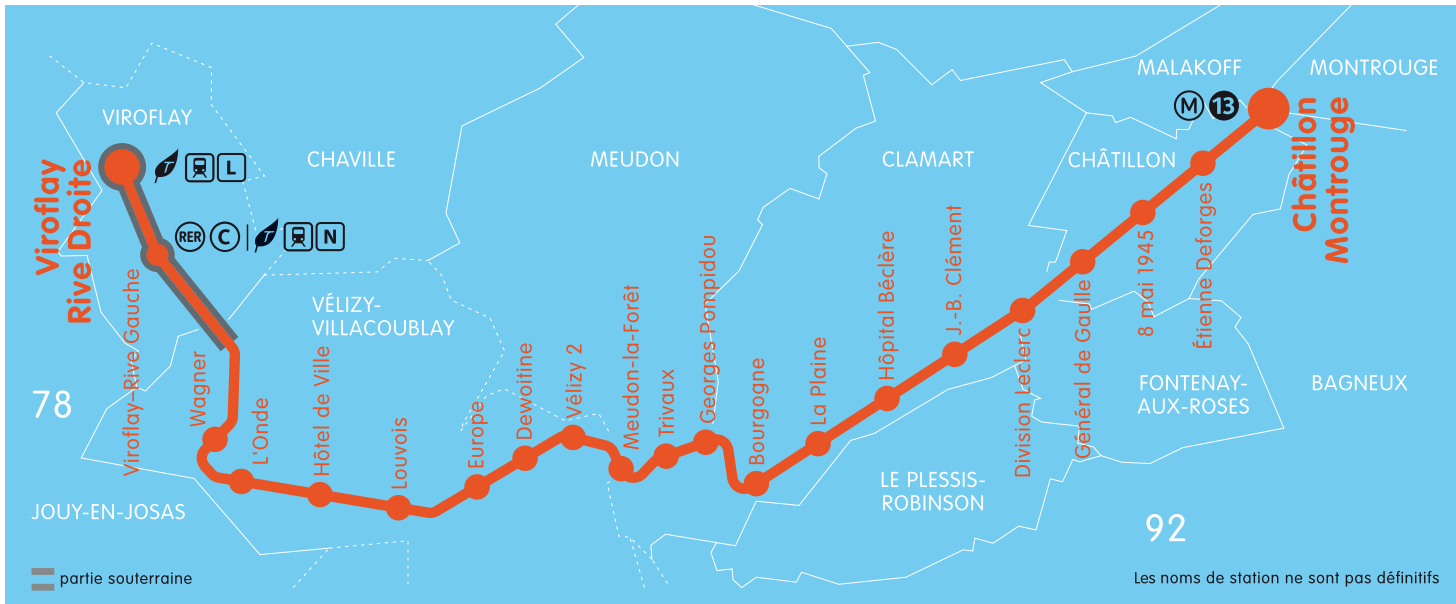 MALAKOFF
MONTROUGE
M 13
VIROFLAY
CHAVILLE
MEUDON
CLAMART
CHÂTILLON
Châtillon
Montrouge
Viroflay
Rive Droite
T L
RER C T N
Viroflay–Rive Gauche
VÉLIZY-
VILLACOUBLAY
78
Wagner
L'Onde
Hôtel de Ville
Louvois
Europe
Dewoitine
Vélizy 2
Meudon-la-Forêt
Trivaux
Georges Pompidou
Bourgogne
La Plaine
Hôpital Béclère
J.-B. Clément
Division Leclerc
Général de Gaulle
8 mai 1945
Étienne Deforges
FONTENAY-
AUX-ROSES
BAGNEUX
LE PLESSIS-
ROBINSON
JOUY-EN-JOSAS
92
partie souterraine
Les noms de station ne sont pas définitifs